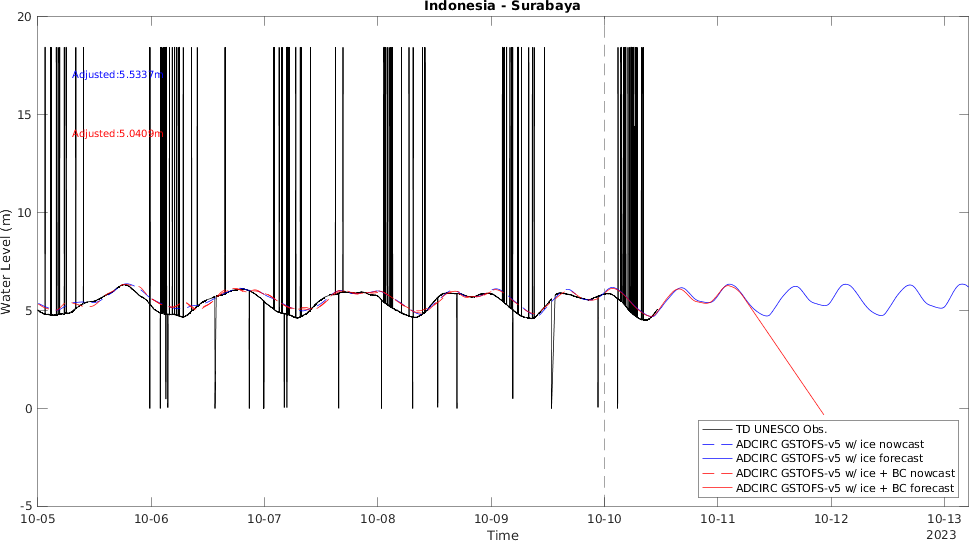 Indonesia - Surabaya
20
15
10
5
0
-5
Water Level (m)
Adjusted:5.5337m
Adjusted:5.0409m
TD UNESCO Obs.
ADCIRC GSTOFS-v5 w/ ice nowcast
ADCIRC GSTOFS-v5 w/ ice forecast
ADCIRC GSTOFS-v5 w/ ice + BC nowcast
ADCIRC GSTOFS-v5 w/ ice + BC forecast
10-05 10-06 10-07 10-08 10-09 10-10 10-11 10-12 10-13
Time
2023